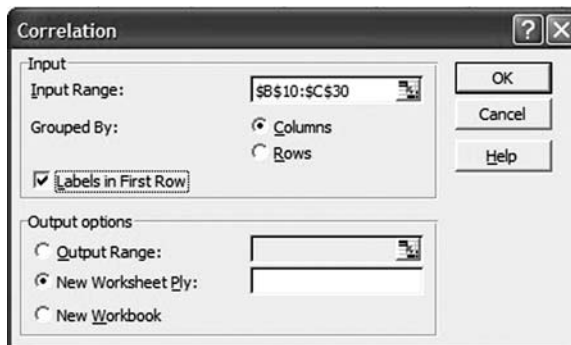 Correlation
Input
Input Range: $B$10:$C$30
Grouped By: Columns
Rows
Labels in First Row
OK
Cancel
Help
Output options
Output Range:
New Worksheet Ply:
New Workbook